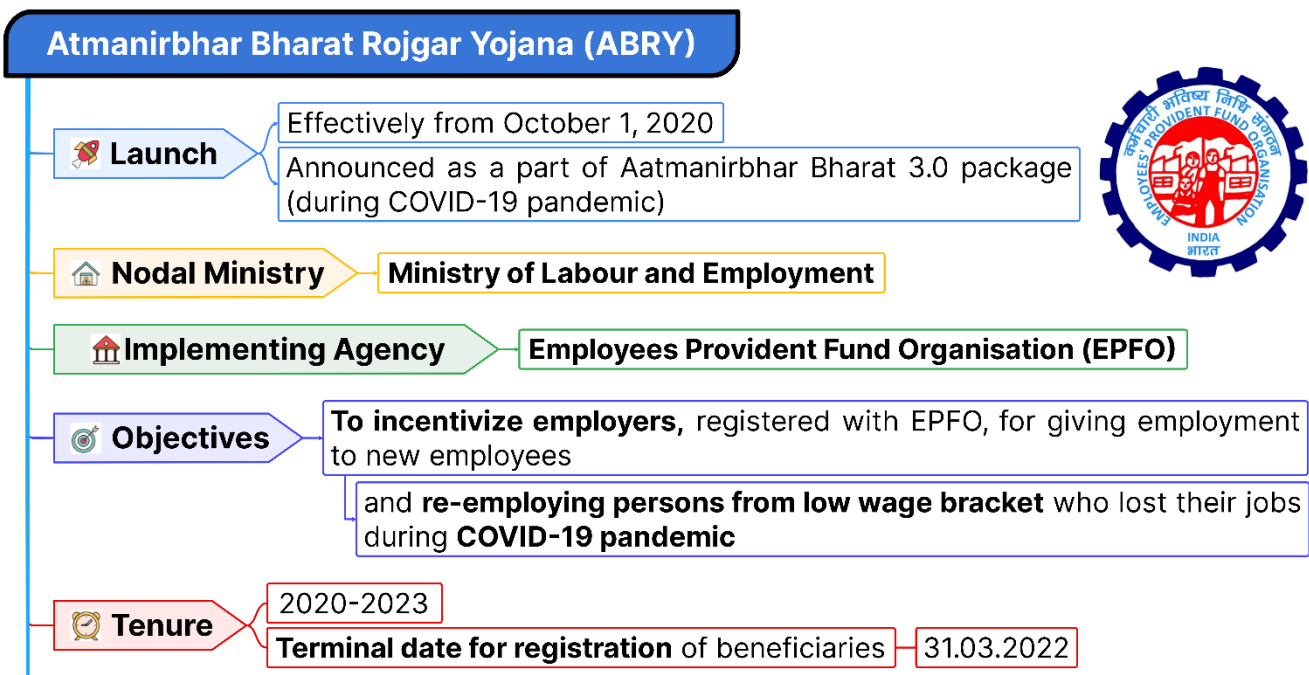 Atmanirbhar Bharat Rojgar Yojana (ABRY)
Launch
Effectively from October 1, 2020
Announced as a part of Aatmanirbhar Bharat 3.0 package
(during COVID-19 pandemic)
कर्मचारी भविष्य निधि संगठन
EMPLOYEES' PROVIDENT FUND ORGANISATION
INDIA
भारत
Nodal Ministry
Ministry of Labour and Employment
Implementing Agency
Employees Provident Fund Organisation (EPFO)
Objectives
To incentivize employers, registered with EPFO, for giving employment
to new employees
and re-employing persons from low wage bracket who lost their jobs
during COVID-19 pandemic
Tenure
2020-2023
Terminal date for registration of beneficiaries
31.03.2022